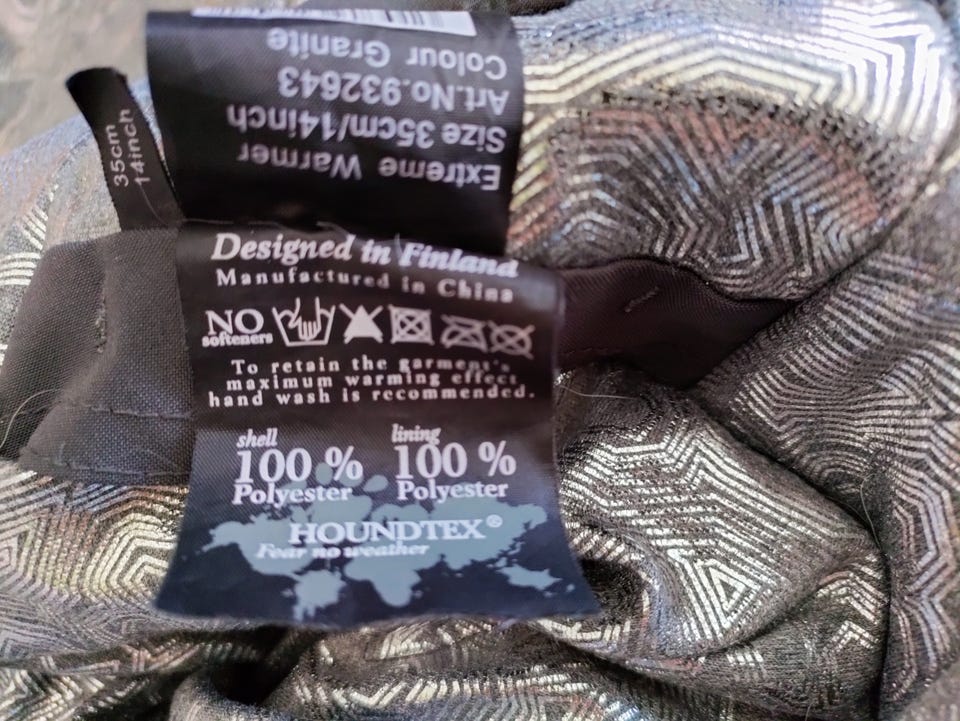 Extreme Warmer
Size 35cm/14inch
Art.No.932643
Colour Granite
35cm
14inch
Designed in Finland
Manufactured in China
NO
softeners
To retain the garment's
maximum warming effect
hand wash is recommended.
shell
100 %
Polyester
lining
100 %
Polyester
HOUNDTEX®
Fear no weather